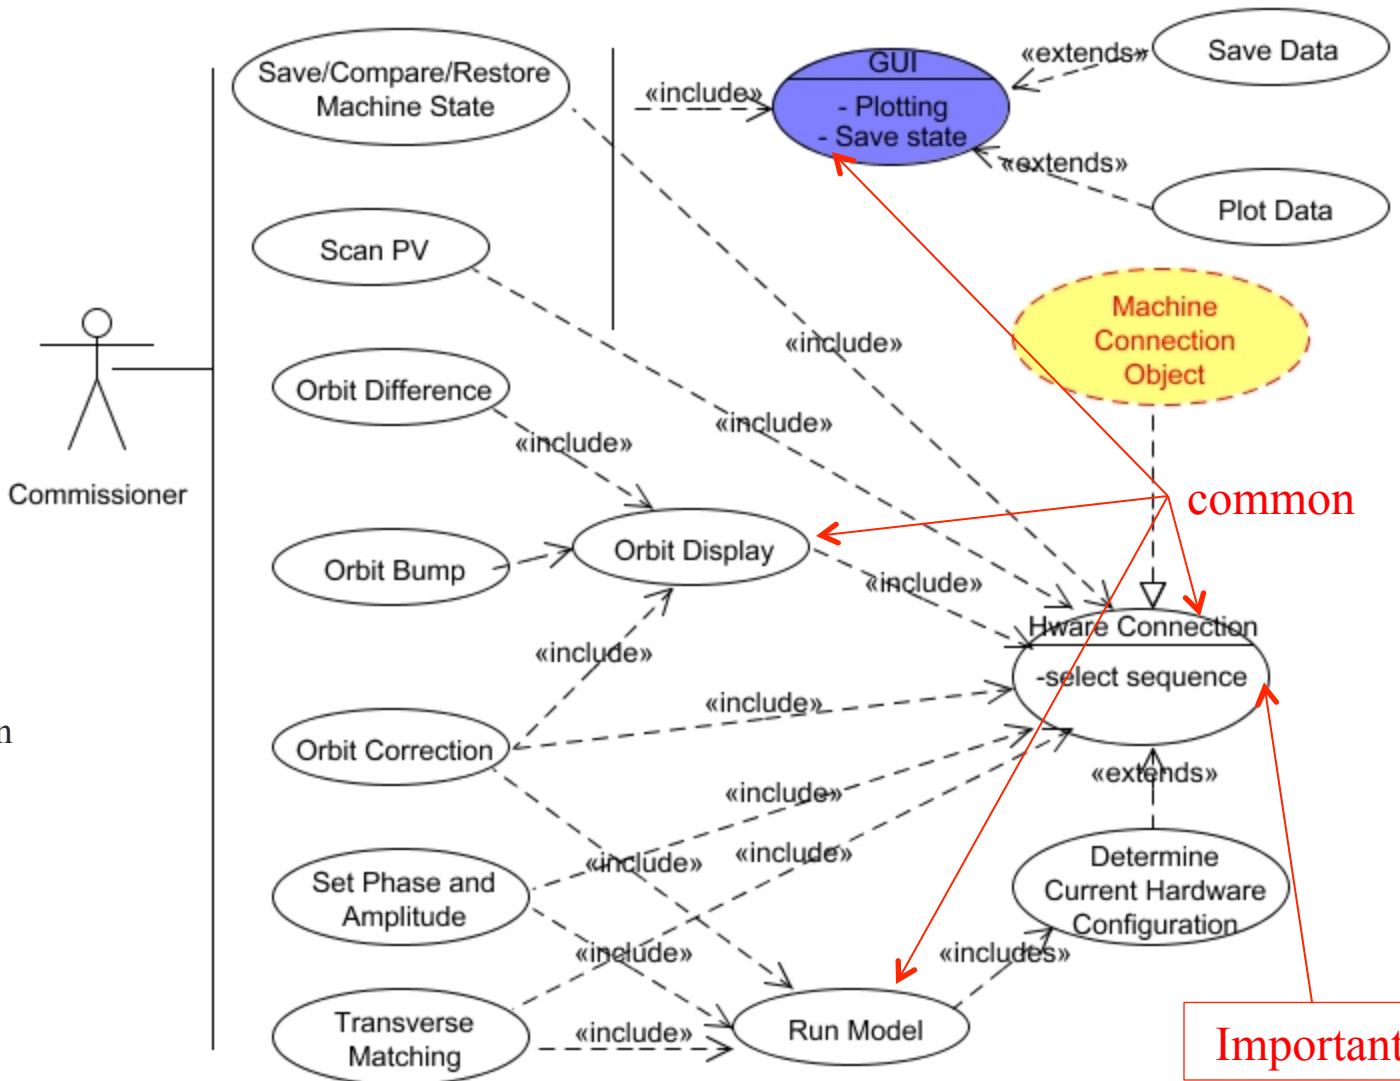 Save/Compare/Restore
Machine State
«include»
GUI
- Plotting
- Save state
«extends»
Save Data
«extends»
Plot Data
Scan PV
Machine
Connection
Object
«include»
Orbit Difference
«include»
«include»
Commissioner
common
Orbit Bump
Orbit Display
«include»
Hware Connection
-select sequence
«include»
«include»
n
Orbit Correction
«extends»
«include»
«include»
«include»
Determine
Current Hardware
Configuration
Set Phase and
Amplitude
«include»
«includes»
Transverse
Matching
«include»
Run Model
Important